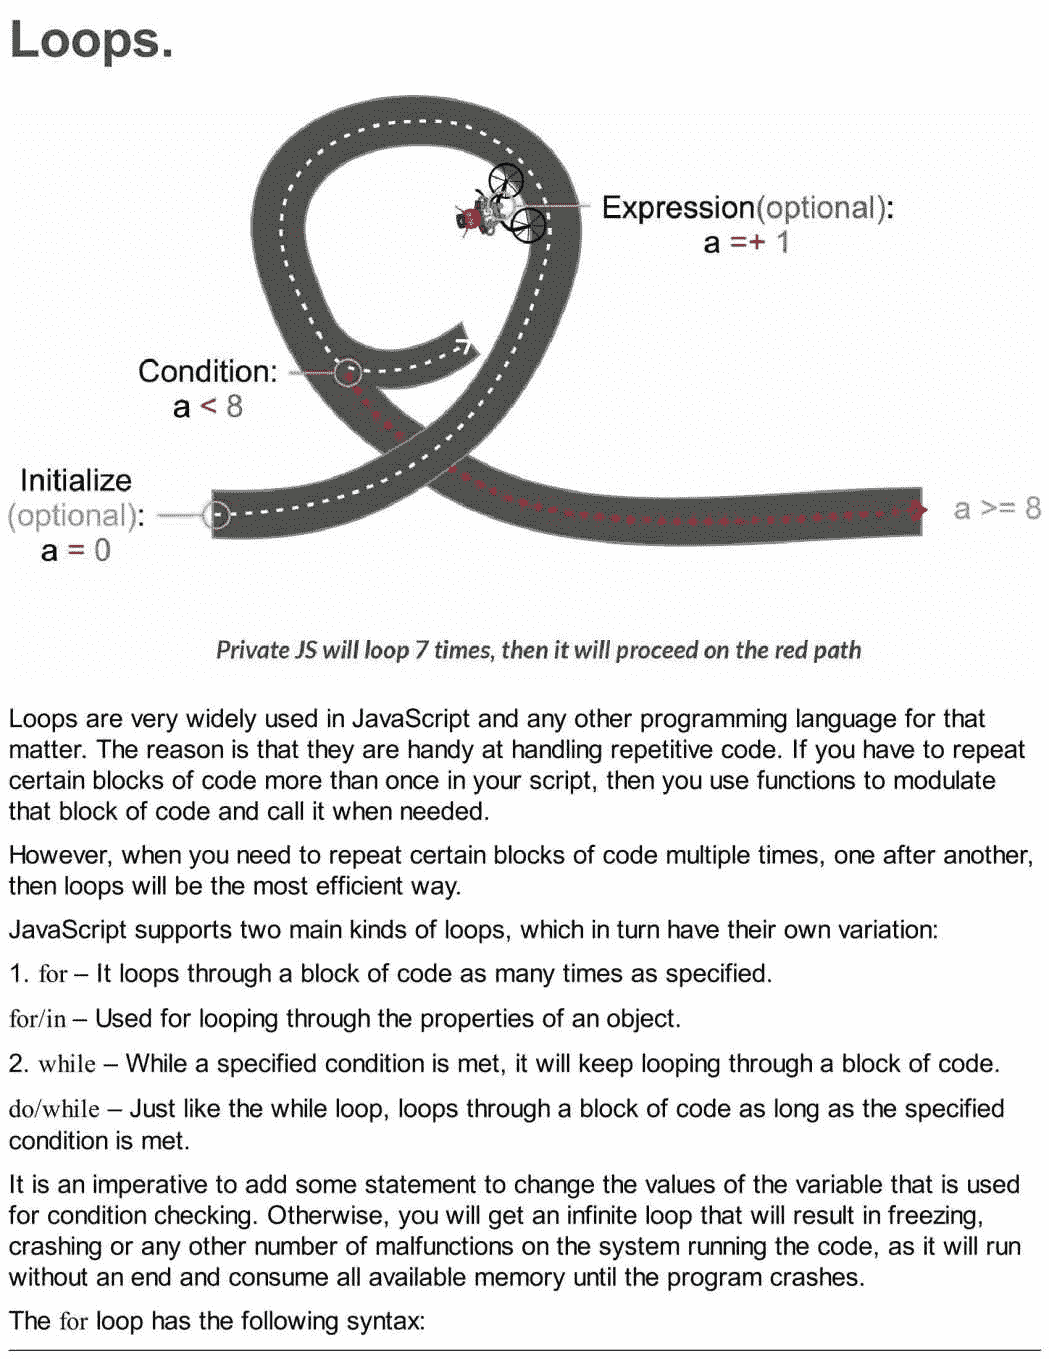 Loops.
Expression(optional):
a =+ 1
Condition:
a < 8
Initialize
(optional):
a = 0
a >= 8
Private JS will loop 7 times, then it will proceed on the red path
Loops are very widely used in JavaScript and any other programming language for that
matter. The reason is that they are handy at handling repetitive code. If you have to repeat
certain blocks of code more than once in your script, then you use functions to modulate
that block of code and call it when needed.
However, when you need to repeat certain blocks of code multiple times, one after another,
then loops will be the most efficient way.
JavaScript supports two main kinds of loops, which in turn have their own variation:
1. for – It loops through a block of code as many times as specified.
for/in – Used for looping through the properties of an object.
2. while – While a specified condition is met, it will keep looping through a block of code.
do/while – Just like the while loop, loops through a block of code as long as the specified
condition is met.
It is an imperative to add some statement to change the values of the variable that is used
for condition checking. Otherwise, you will get an infinite loop that will result in freezing,
crashing or any other number of malfunctions on the system running the code, as it will run
without an end and consume all available memory until the program crashes.
The for loop has the following syntax: